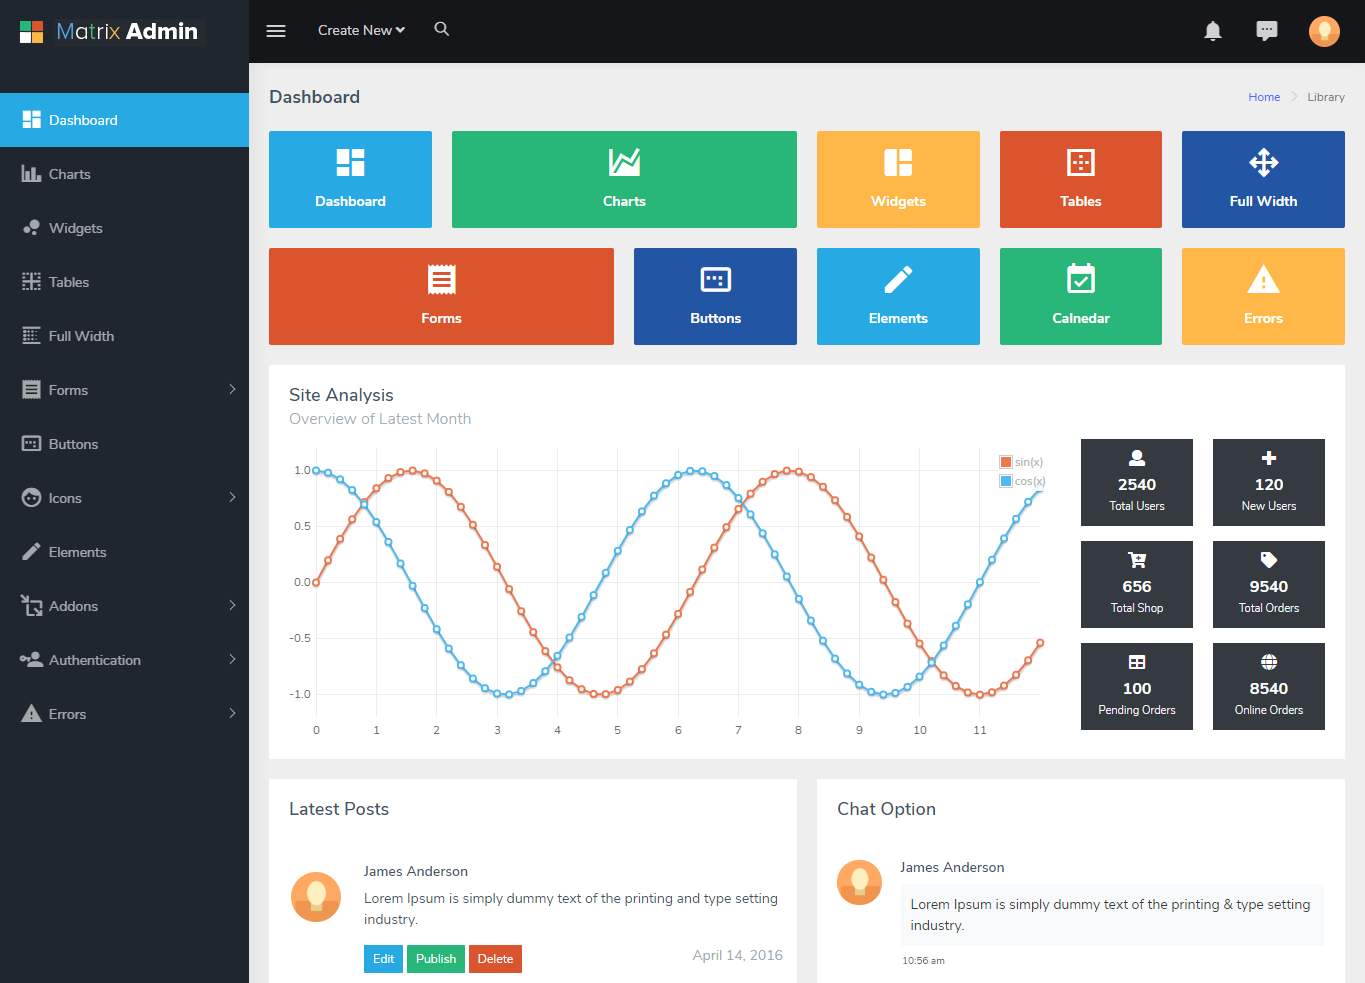 Matrix Admin
Create New
Dashboard
Charts
Widgets
Tables
Full Width
Forms
Buttons
Icons
Elements
Addons
Authentication
Errors
Dashboard
Home
Library
Dashboard
Charts
Widgets
Tables
Full Width
Forms
Buttons
Elements
Calnedar
Errors
Site Analysis
Overview of Latest Month
1.0
0.5
0.0
-0.5
-1.0
0 1 2 3 4 5 6 7 8 9 10 11
sin(x)
cos(x)
2540
Total Users
120
New Users
656
Total Shop
9540
Total Orders
100
Pending Orders
8540
Online Orders
Latest Posts
James Anderson
Lorem Ipsum is simply dummy text of the printing and type setting
industry.
Edit
Publish
Delete
April 14, 2016
Chat Option
James Anderson
Lorem Ipsum is simply dummy text of the printing & type setting
industry.
10:56 am